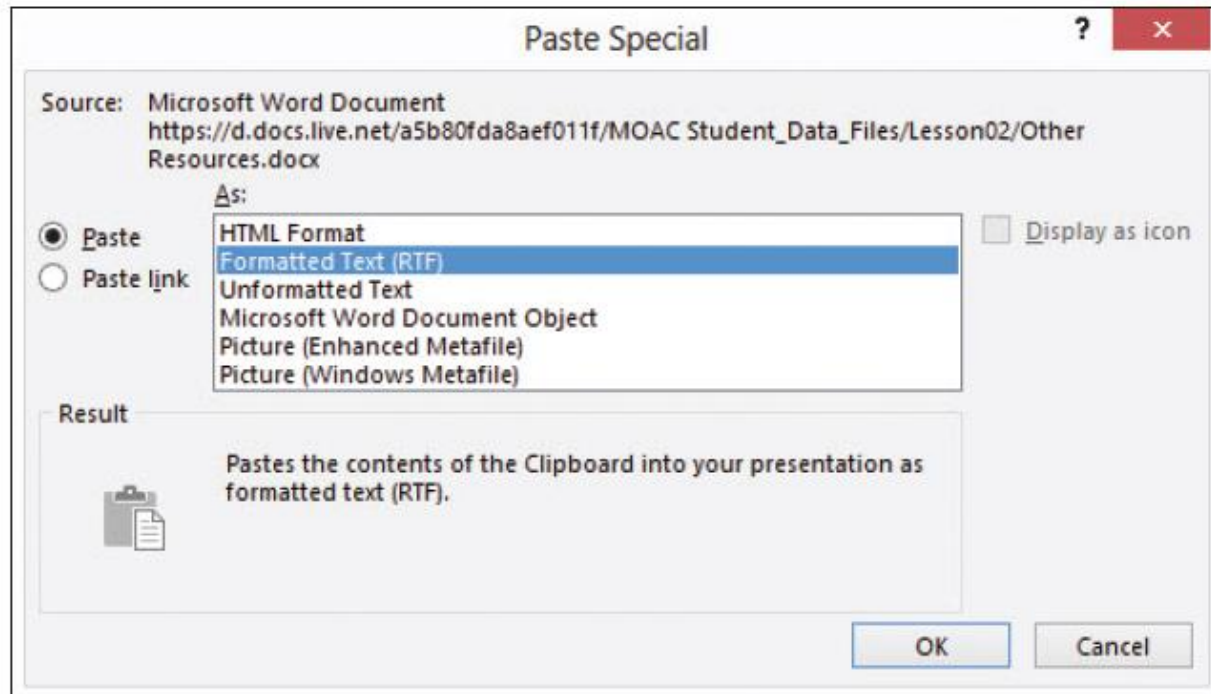 Paste Special
?
Source: Microsoft Word Document
https://d.docs.live.net/a5b80fda8aef011f/MOAC Student_Data_Files/Lesson02/Other
Resources.docx
As:
Paste
Paste link
HTML Format
Formatted Text (RTF)
Unformatted Text
Microsoft Word Document Object
Picture (Enhanced Metafile)
Picture (Windows Metafile)
Display as icon
Result
Pastes the contents of the Clipboard into your presentation as
formatted text (RTF).
OK
Cancel